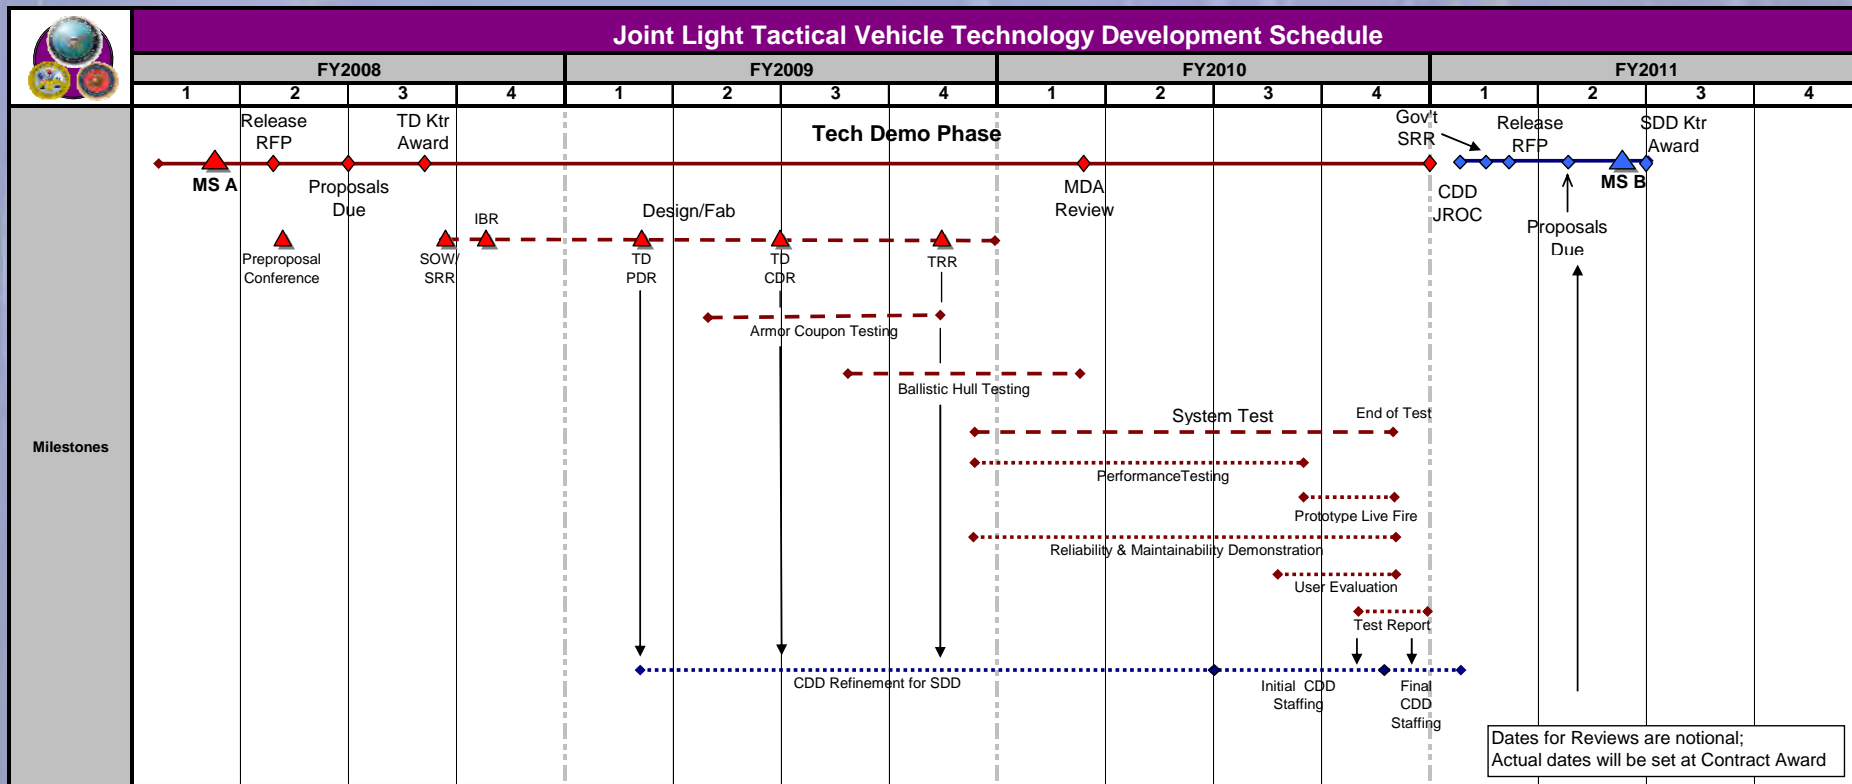 Joint Light Tactical Vehicle Technology Development Schedule
FY2008 FY2009 FY2010 FY2011
1 2 3 4 1 2 3 4 1 2 3 4 1 2 3 4
Milestones
Release
RFP
TD Ktr
Award
Tech Demo Phase
Gov't
SRR
Release
RFP
SDD Ktr
Award
MS A
Proposals
Due
MDA
Review
CDD
JROC
MS B
Proposals
Due
Preproposal
Conference
SOW/
SRR
IBR
Design/Fab
TD
PDR
TD
CDR
TRR
Armor Coupon Testing
Ballistic Hull Testing
System Test
End of Test
PerformanceTesting
Prototype Live Fire
Reliability & Maintainability Demonstration
User Evaluation
Test Report
CDD Refinement for SDD
Initial CDD
Staffing
Final
CDD
Staffing
Dates for Reviews are notional;
Actual dates will be set at Contract Award